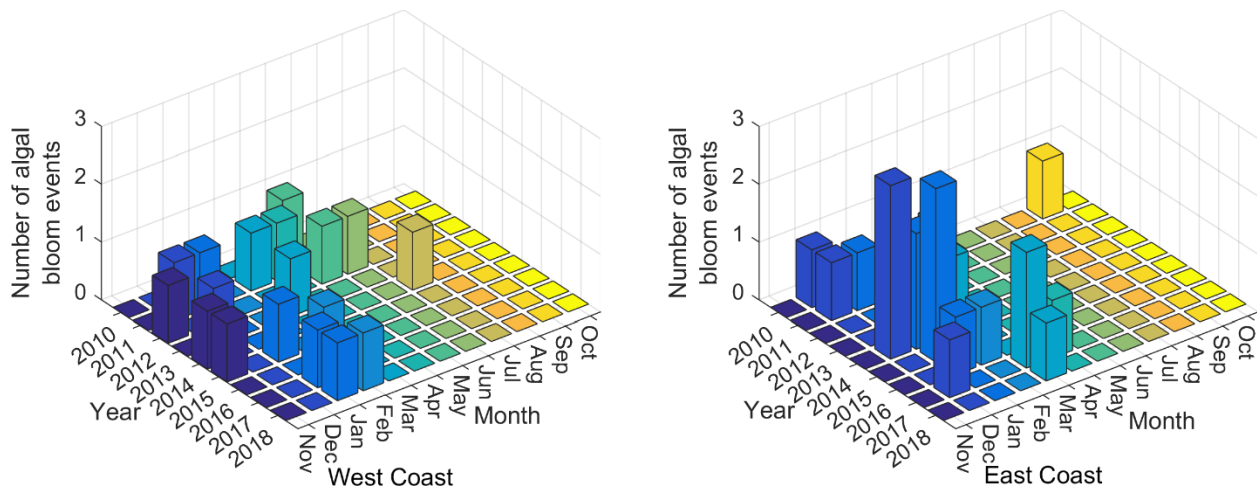 Number of algal
bloom events
3
2
1
0
2010
2011
2012
2013
2014
2015
2016
2017
2018
Year
Nov
Dec
Jan
Feb
Mar
Apr
May
Jun
Jul
Aug
Sep
Oct
Month
West Coast
Number of algal
bloom events
3
2
1
0
2010
2011
2012
2013
2014
2015
2016
2017
2018
Year
Nov
Dec
Jan
Feb
Mar
Apr
May
Jun
Jul
Aug
Sep
Oct
Month
East Coast